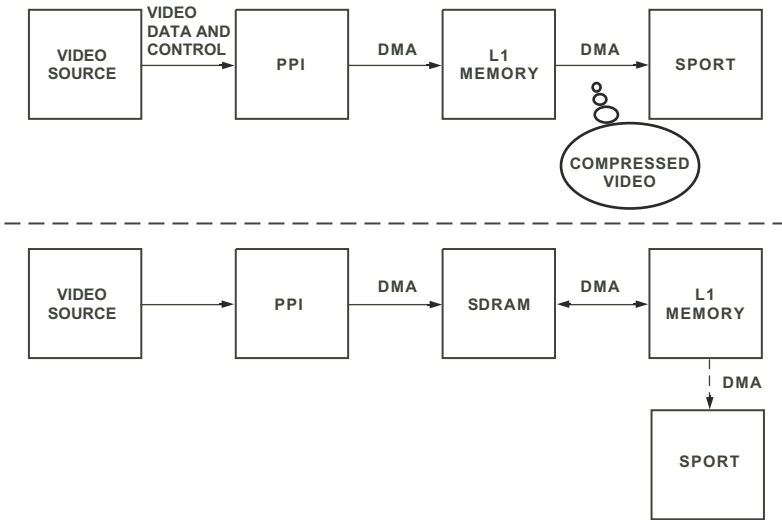 VIDEO
DATA AND
CONTROL
VIDEO
SOURCE
PPI
DMA
L1
MEMORY
DMA
SPORT
COMPRESSED
VIDEO
VIDEO
SOURCE
PPI
DMA
SDRAM
DMA
L1
MEMORY
DMA
SPORT